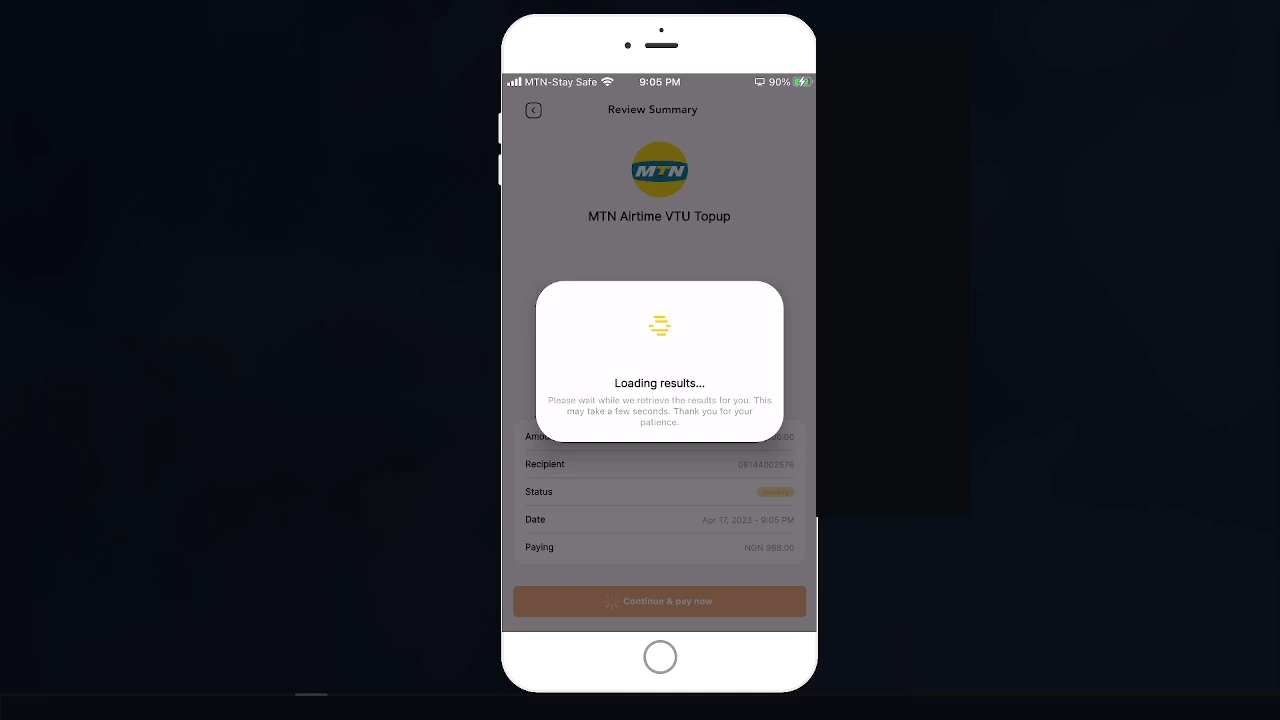 MTN-Stay Safe 9:05 PM 90%
Review Summary
MTN
MTN Airtime VTU Topup
Loading results...
Please wait while we retrieve the results for you. This
may take a few seconds. Thank you for your
patience.
Recipient 08144002576
Status pending
Date Apr 17, 2023 - 9:05 PM
Paying NGN 988.00
Continue & pay now